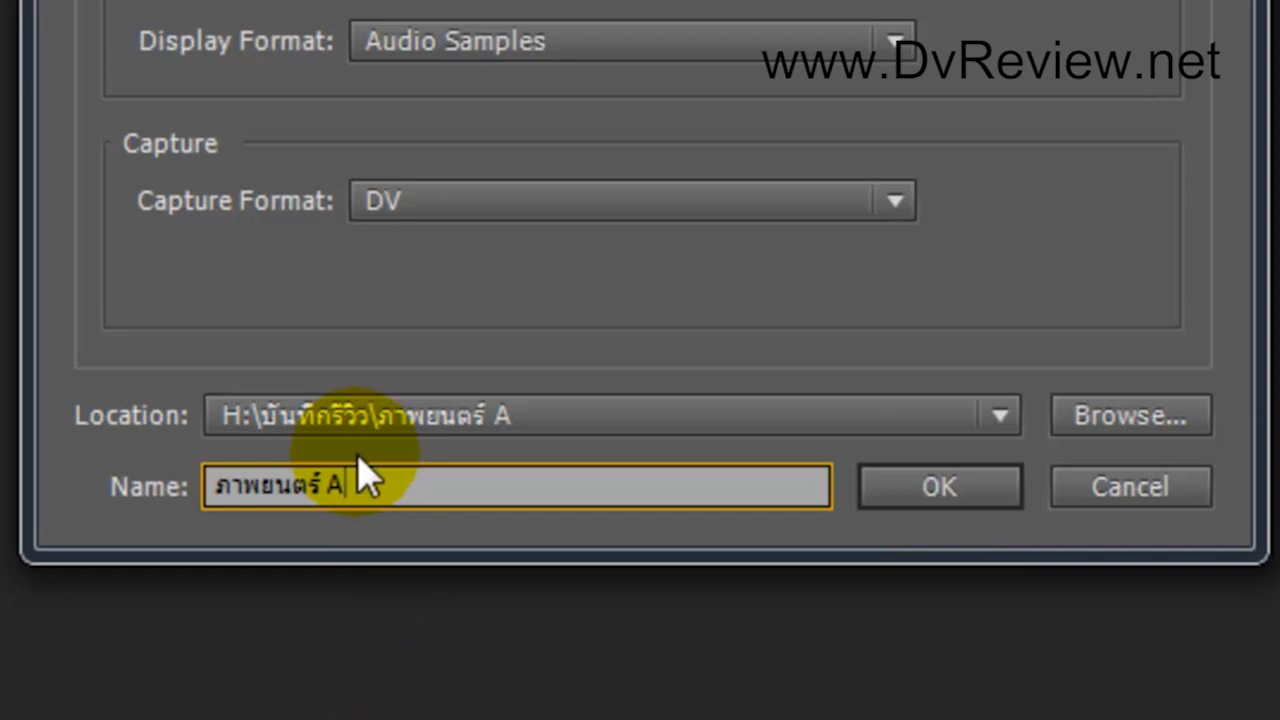 Display Format: Audio Samples
www.DvReview.net
Capture
Capture Format: DV
Location: H:\บันทึกรีวิว\ภาพยนตร์ A Browse...
Name: ภาพยนตร์ A OK Cancel